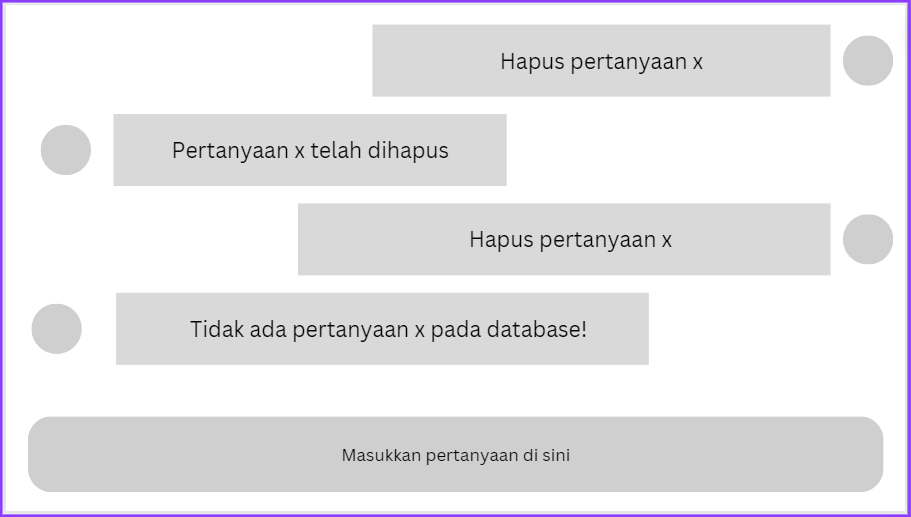 Hapus pertanyaan x
Pertanyaan x telah dihapus
Hapus pertanyaan x
Tidak ada pertanyaan x pada database!
Masukkan pertanyaan di sini